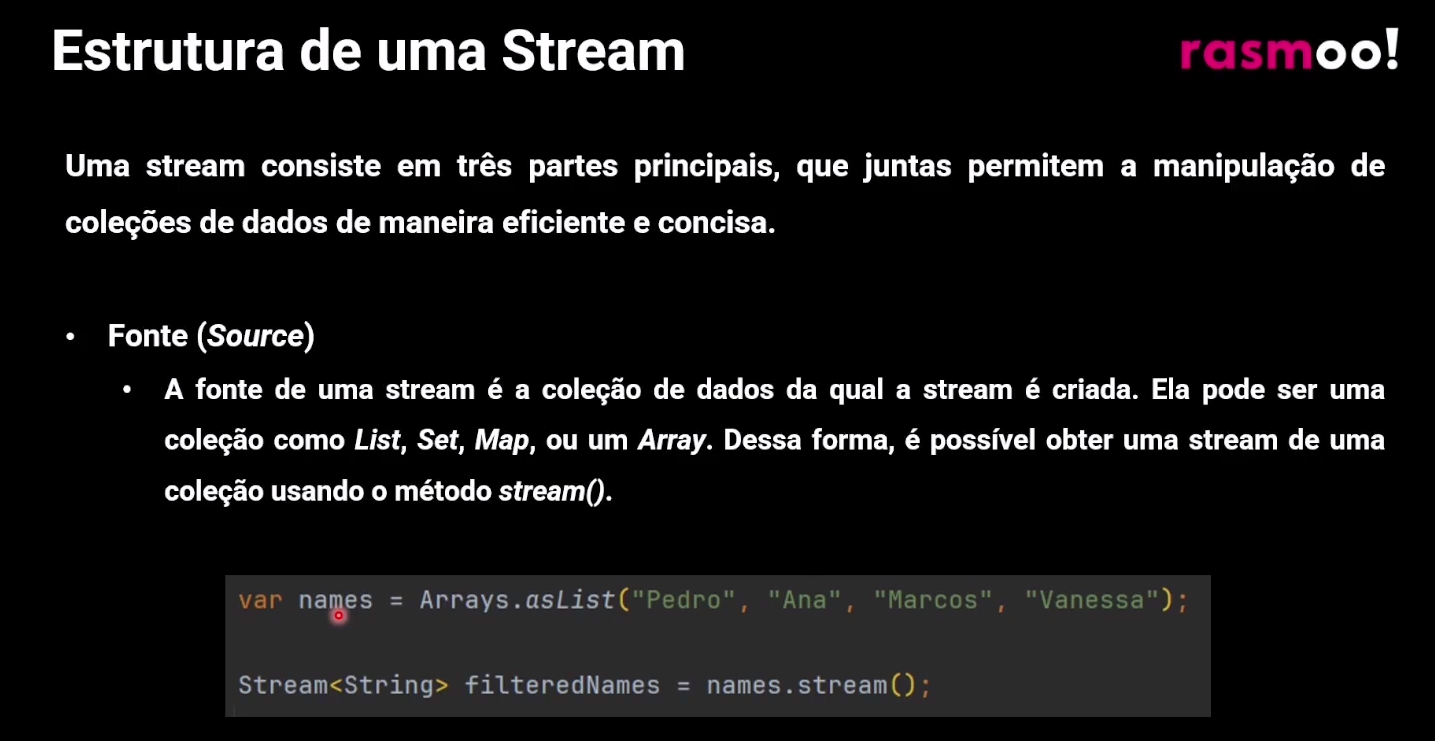 Estrutura de uma Stream
rasmoo!
Uma stream consiste em três partes principais, que juntas permitem a manipulação de
coleções de dados de maneira eficiente e concisa.
• Fonte (Source)
• A fonte de uma stream é a coleção de dados da qual a stream é criada. Ela pode ser uma
coleção como List, Set, Map, ou um Array. Dessa forma, é possível obter uma stream de uma
coleção usando o método stream().
var names = Arrays.asList("Pedro", "Ana", "Marcos", "Vanessa");
Stream<String> filteredNames = names.stream();